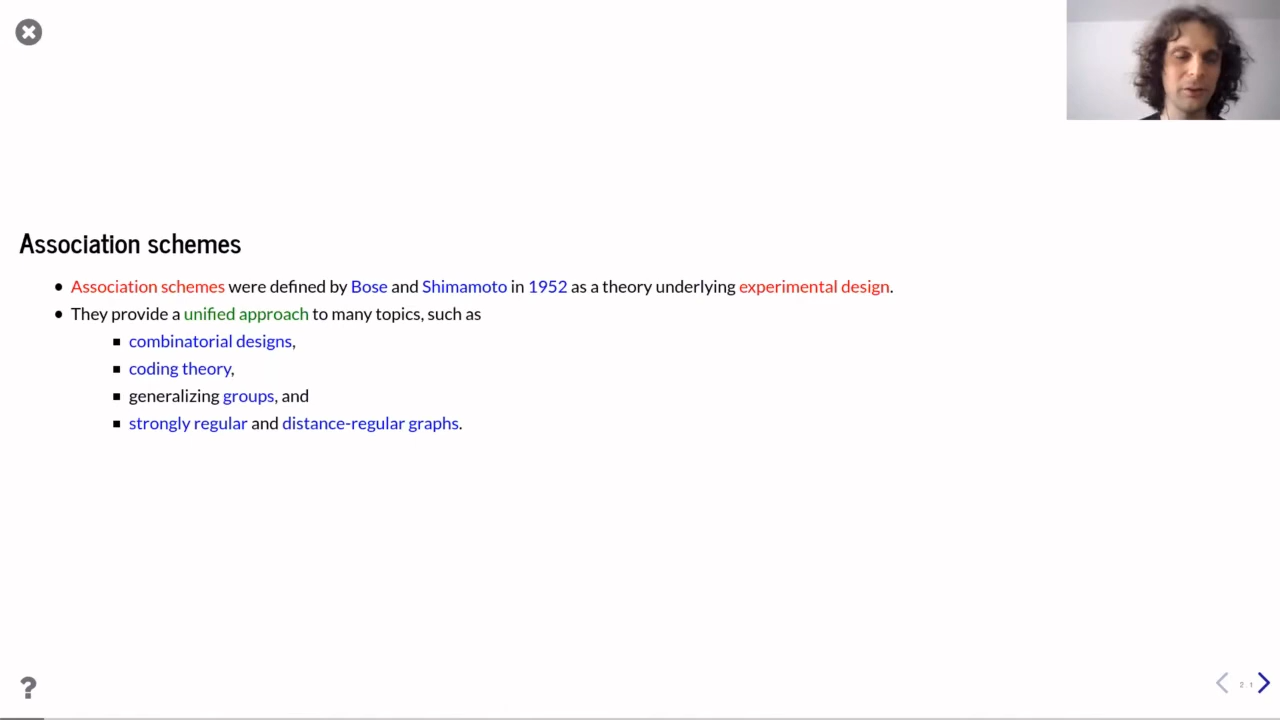 Association schemes
• Association schemes were defined by Bose and Shimamoto in 1952 as a theory underlying experimental design.
• They provide a unified approach to many topics, such as
▪ combinatorial designs,
▪ coding theory,
▪ generalizing groups, and
▪ strongly regular and distance-regular graphs.
?
2.1